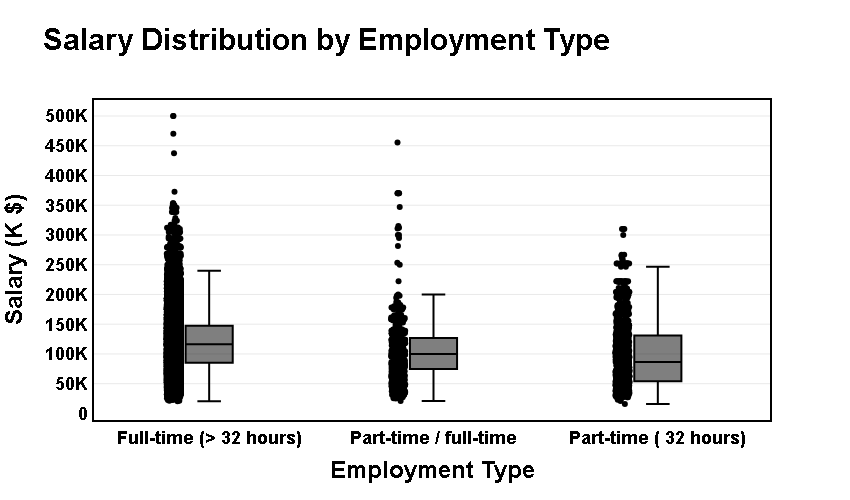 Salary Distribution by Employment Type
Salary (K $)
500K
450K
400K
350K
300K
250K
200K
150K
100K
50K
0
Full-time (> 32 hours)
Part-time / full-time
Part-time ( 32 hours)
Employment Type